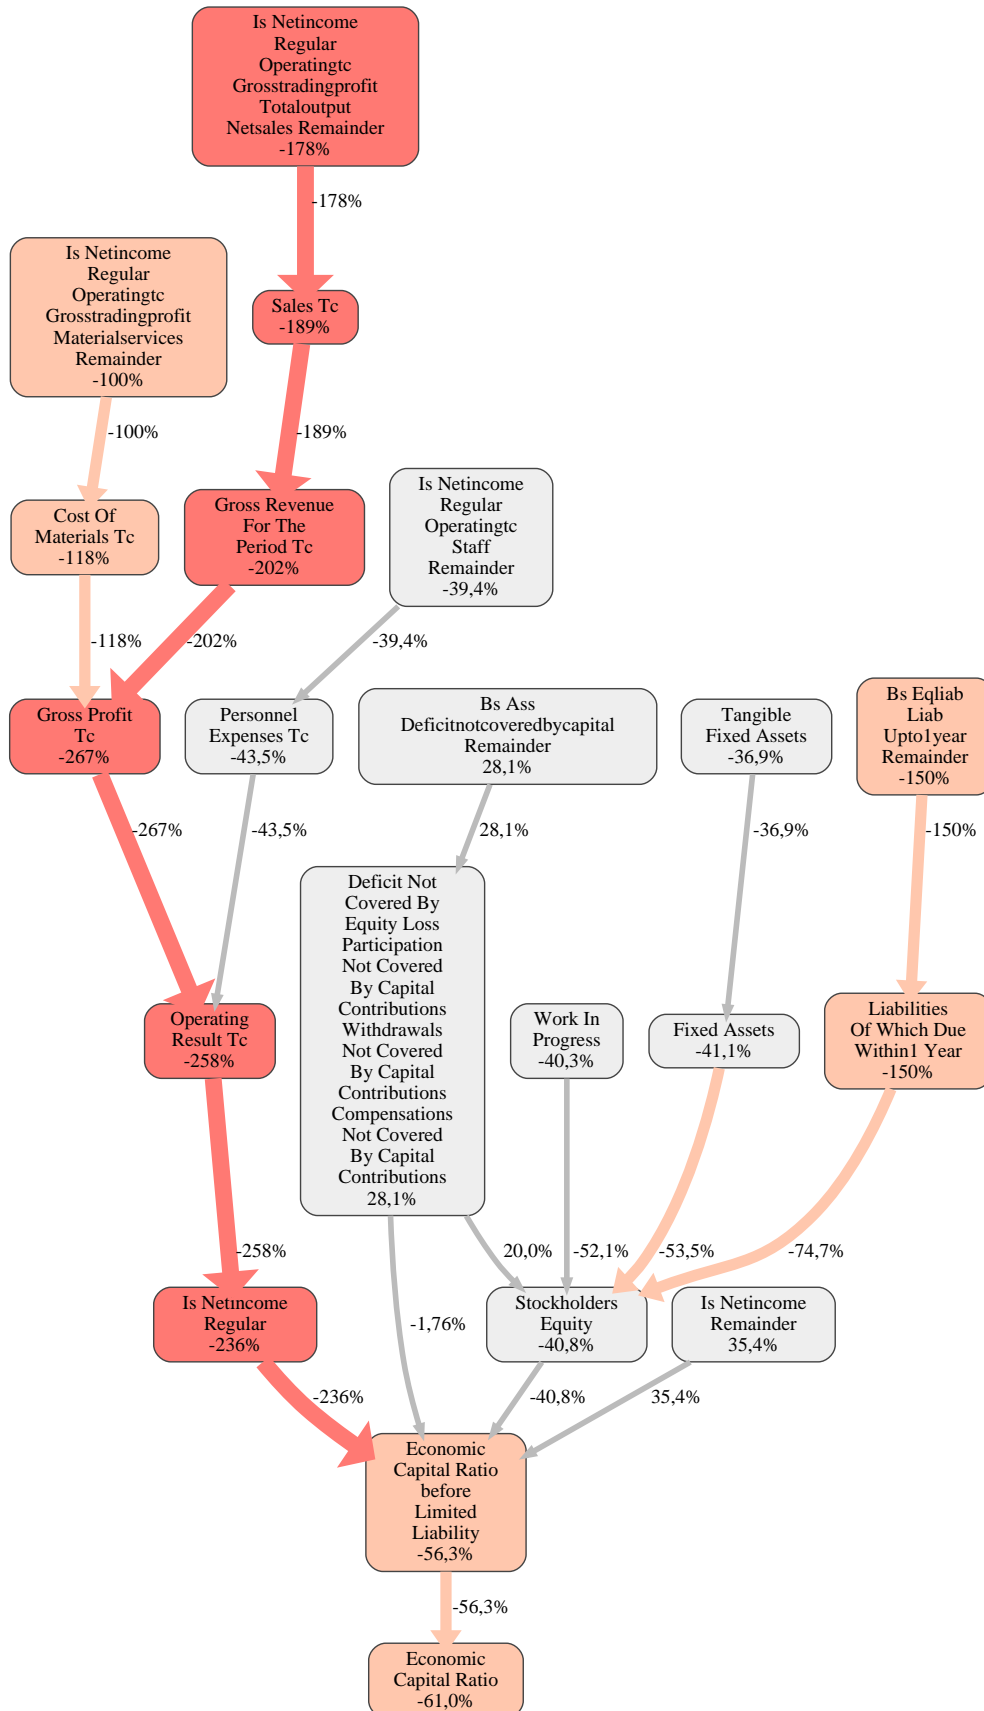 Is Netincome
Regular
Operatingtc
Grosstradingprofit
Totaloutput
Netsales Remainder
-178%
-178%
Is Netincome
Regular
Operatingtc
Grosstradingprofit
Materialservices
Remainder
-100%
Sales Tc
-189%
-100%
-189%
Cost Of
Materials Tc
-118%
Gross Revenue
For The
Period Tc
-202%
Is Netincome
Regular
Operatingtc
Staff
Remainder
-39,4%
-118%
-202%
-39,4%
Gross Profit
Tc
-267%
Personnel
Expenses Tc
-43,5%
Bs Ass
Deficitnotcoveredbycapital
Remainder
28,1%
Tangible
Fixed Assets
-36,9%
Bs Eqliab
Liab
Upto1year
Remainder
-150%
-267%
-43,5%
28,1%
-36,9%
-150%
Deficit Not
Covered By
Equity Loss
Participation
Not Covered
By Capital
Contributions
Withdrawals
Not Covered
By Capital
Contributions
Compensations
Not Covered
By Capital
Contributions
28,1%
Operating
Result Tc
-258%
Work In
Progress
-40,3%
Fixed Assets
-41,1%
Liabilities
Of Which Due
Within1 Year
-150%
-258%
20,0%
-52,1%
-53,5%
-74,7%
Is Netincome
Regular
-236%
-1,76%
Stockholders
Equity
-40,8%
Is Netincome
Remainder
35,4%
-236%
-40,8%
35,4%
Economic
Capital Ratio
before
Limited
Liability
-56,3%
-56,3%
Economic
Capital Ratio
-61,0%